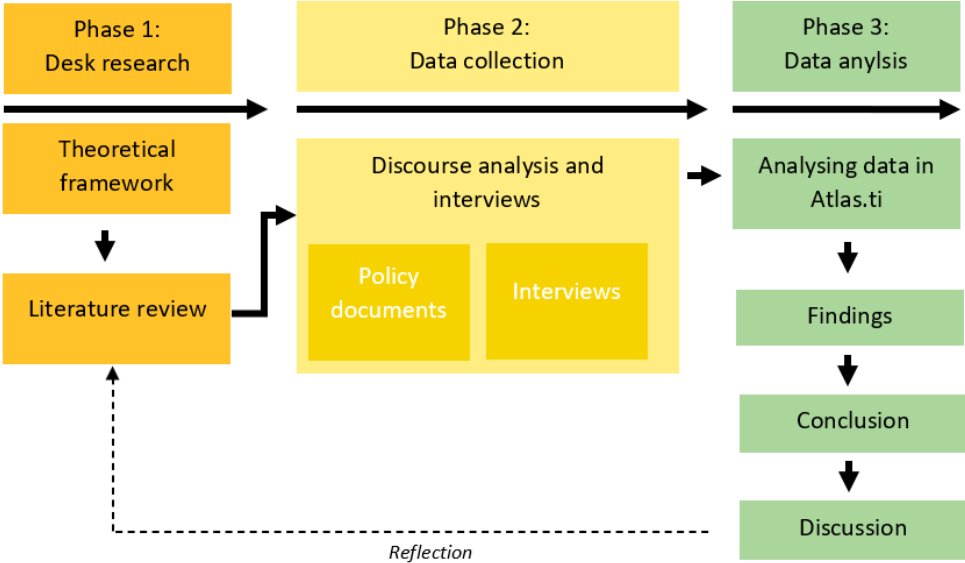 Phase 1:
Desk research
Phase 2:
Data collection
Phase 3:
Data anylsis
Theoretical
framework
Literature review
Discourse analysis and
interviews
Policy
documents
Interviews
Analysing data in
Atlas.ti
Findings
Conclusion
Discussion
Reflection